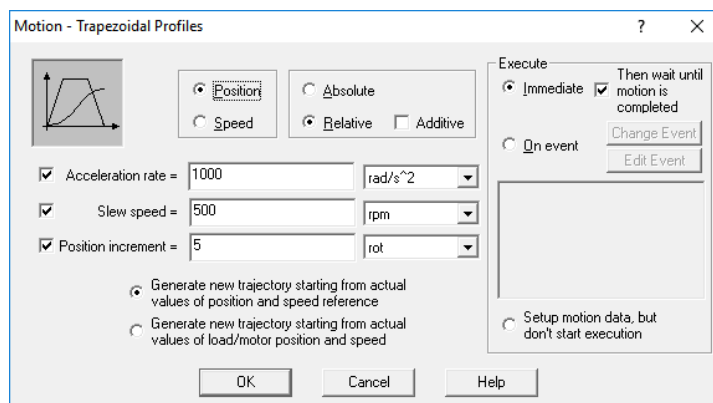 Motion - Trapezoidal Profiles
?
Position
Speed
Absolute
Relative
Additive
Execute
Immediate
Then wait until
motion is
completed
On event
Change Event
Edit Event
Acceleration rate =
1000
rad/s^2
Slew speed =
500
rpm
Position increment =
5
rot
Generate new trajectory starting from actual
values of position and speed reference
Generate new trajectory starting from actual
values of load/motor position and speed
Setup motion data, but
don't start execution
OK
Cancel
Help